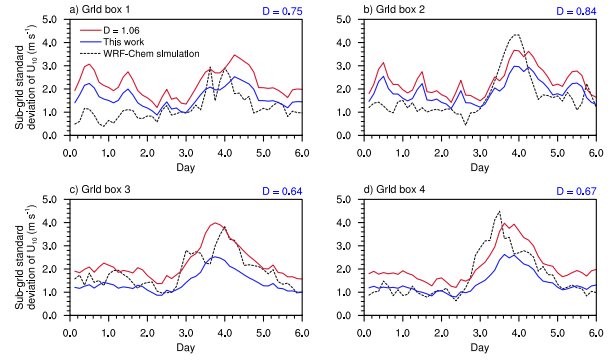 a) Grid box 1
D = 0.75
b) Grid box 2
D = 0.84
Sub-grid standard
deviation of U10 (m s-1)
5.0
4.0
3.0
2.0
1.0
0.0
D = 1.06
This work
WRF-Chem simulation
0.0 1.0 2.0 3.0 4.0 5.0 6.0
Day
5.0
4.0
3.0
2.0
1.0
0.0
0.0 1.0 2.0 3.0 4.0 5.0 6.0
Day
c) Grid box 3
D = 0.64
d) Grid box 4
D = 0.67
Sub-grid standard
deviation of U10 (m s-1)
5.0
4.0
3.0
2.0
1.0
0.0
0.0 1.0 2.0 3.0 4.0 5.0 6.0
Day
5.0
4.0
3.0
2.0
1.0
0.0
0.0 1.0 2.0 3.0 4.0 5.0 6.0
Day